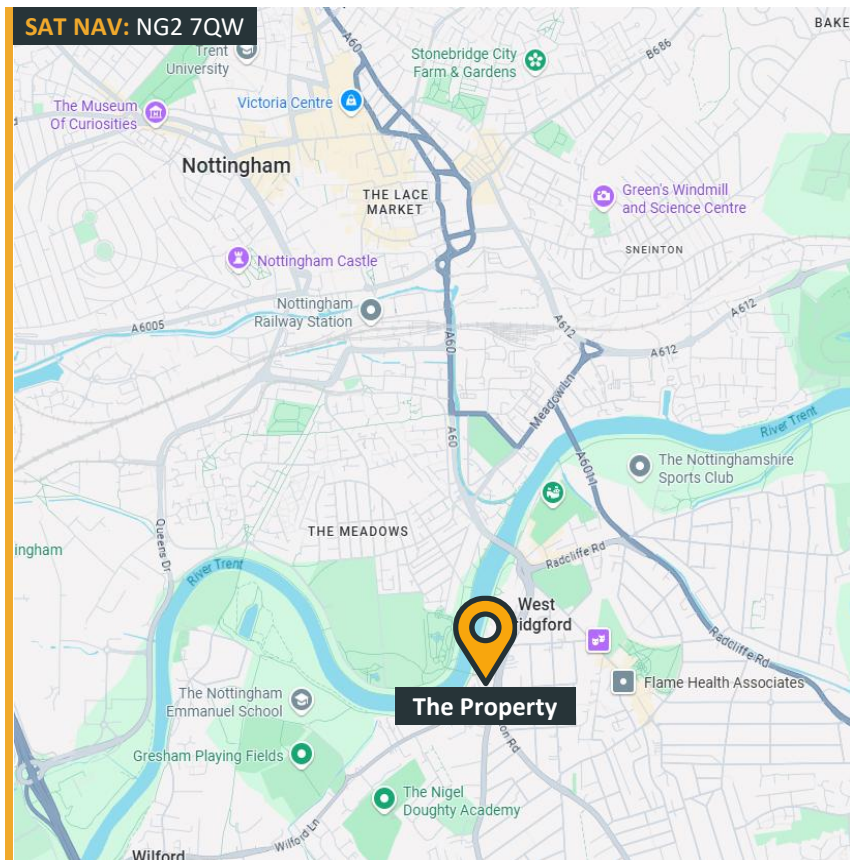 SAT NAV: NG2 7QW
A60
BAKE
Trent
University
Stonebridge City
Farm & Gardens
B686
The Museum
Of Curiosities
Victoria Centre
Nottingham
THE LACE
MARKET
Green's Windmill
and Science Centre
SNEINTON
Nottingham Castle
Nottingham
Railway Station
A6005
A60
A612
A612
A612
Meadow Ln
A60
River Trent
A6011
The Nottinghamshire
Sports Club
Queens Dr
THE MEADOWS
ingham
River Trent
Radcliffe Rd
West
ridgford
Radcliffe Rd
Flame Health Associates
The Property
The Nottingham
Emmanuel School
on Rd
Gresham Playing Fields
The Nigel
Doughty Academy
Wilford Ln
Wilford